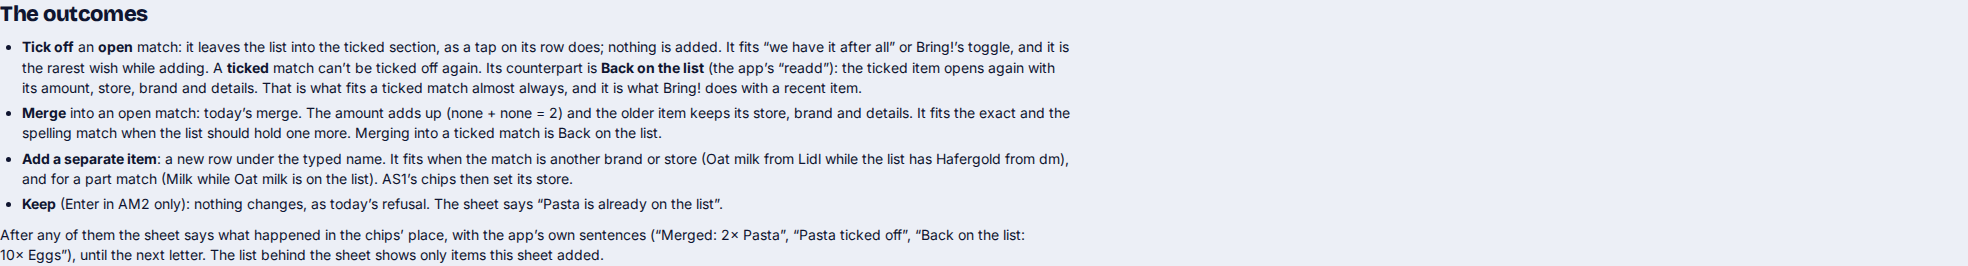 The outcomes
• Tick off an open match: it leaves the list into the ticked section, as a tap on its row does; nothing is added. It fits “we have it after all” or Bring!’s toggle, and it is
the rarest wish while adding. A ticked match can’t be ticked off again. Its counterpart is Back on the list (the app’s “readd”): the ticked item opens again with
its amount, store, brand and details. That is what fits a ticked match almost always, and it is what Bring! does with a recent item.
• Merge into an open match: today’s merge. The amount adds up (none + none = 2) and the older item keeps its store, brand and details. It fits the exact and the
spelling match when the list should hold one more. Merging into a ticked match is Back on the list.
• Add a separate item: a new row under the typed name. It fits when the match is another brand or store (Oat milk from Lidl while the list has Hafergold from dm),
and for a part match (Milk while Oat milk is on the list). AS1’s chips then set its store.
• Keep (Enter in AM2 only): nothing changes, as today’s refusal. The sheet says “Pasta is already on the list”.
After any of them the sheet says what happened in the chips’ place, with the app’s own sentences (“Merged: 2× Pasta”, “Pasta ticked off”, “Back on the list:
10× Eggs”), until the next letter. The list behind the sheet shows only items this sheet added.